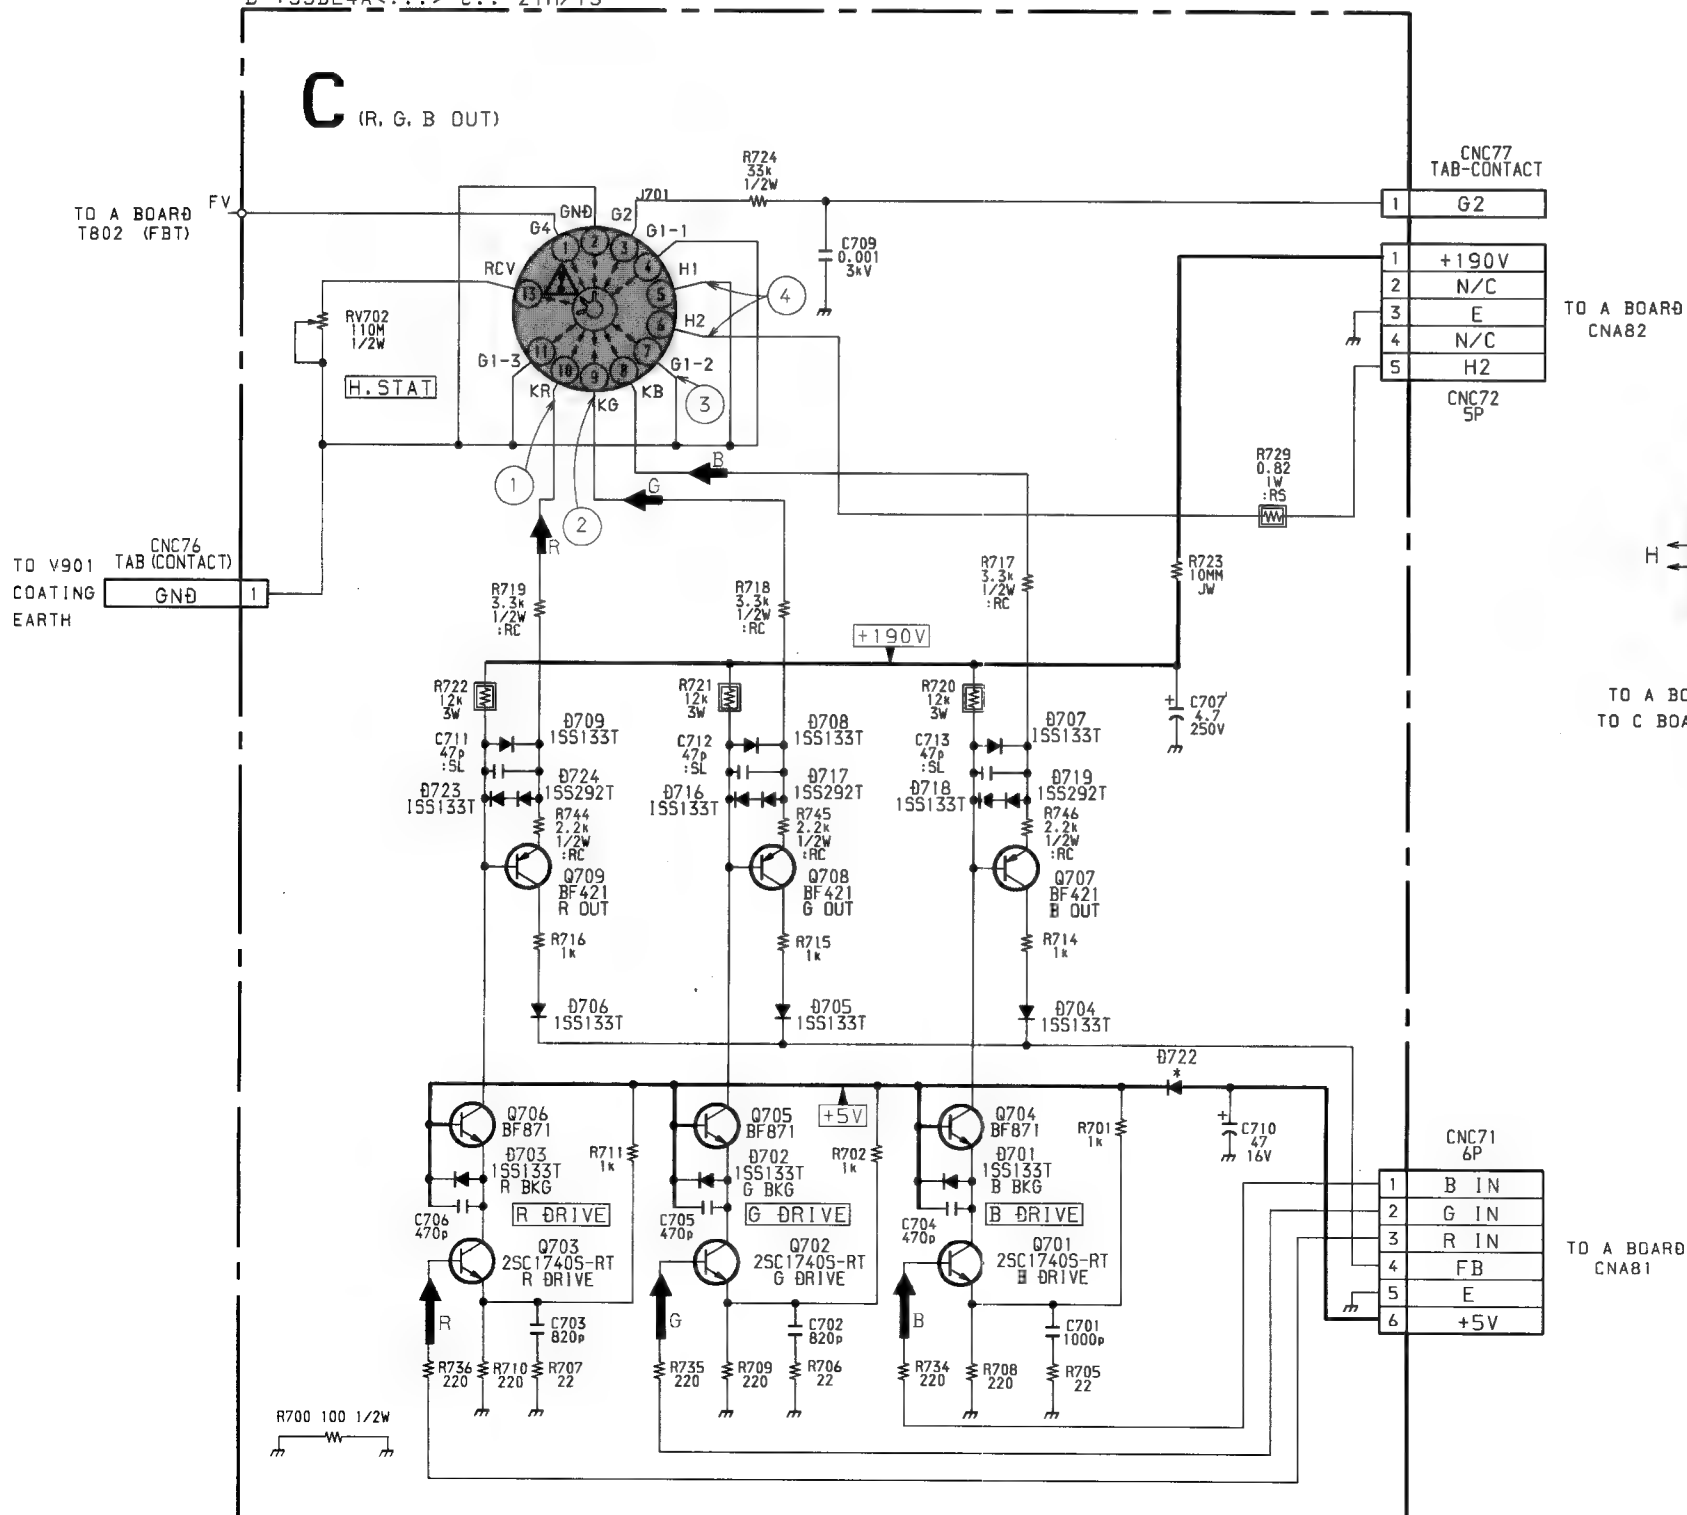 C (R, G, B OUT)
TO A BOARD
T802 (FBT)
FV
G4
GND
G2
J701
G1-1
H1
H2
G1-2
KB
KG
KR
G1-3
RCV
1
2
3
4
5
6
7
8
9
10
11
13
4
3
1
2
R724
33k
1/2W
C709
0.001
3kV
CNC77
TAB-CONTACT
1 G2
1 +190V
2 N/C
3 E
4 N/C
5 H2
CNC72
5P
TO A BOARD
CNA82
RV702
110M
1/2W
H.STAT
B
G
R
R729
0.82
1W
:RS
CNC76
TAB (CONTACT)
TO V901
COATING
EARTH
GND 1
H
R719
3.3k
1/2W
:RC
R718
3.3k
1/2W
:RC
R717
3.3k
1/2W
:RC
R723
10MM
JW
+190V
R722
12k
3W
R721
12k
3W
R720
12k
3W
C707
4.7
250V
TO A BO
TO C BOA
C711
47p
:SL
D709
1SS133T
C712
47p
:SL
D708
1SS133T
C713
47p
:SL
D707
1SS133T
D723
1SS133T
D724
1SS292T
D716
1SS133T
D717
1SS292T
D718
1SS133T
D719
1SS292T
R744
2.2k
1/2W
:RC
R745
2.2k
1/2W
:RC
R746
2.2k
1/2W
:RC
Q709
BF421
R OUT
Q708
BF421
G OUT
Q707
BF421
B OUT
R716
1k
R715
1k
R714
1k
D706
1SS133T
D705
1SS133T
D704
1SS133T
D722
*
+5V
Q706
BF871
Q705
BF871
Q704
BF871
R711
1k
R702
1k
R701
1k
C710
47
16V
D703
1SS133T
R BKG
D702
1SS133T
G BKG
D701
1SS133T
B BKG
C706
470p
R DRIVE
C705
470p
G DRIVE
C704
470p
B DRIVE
Q703
2SC1740S-RT
R DRIVE
Q702
2SC1740S-RT
G DRIVE
Q701
2SC1740S-RT
B DRIVE
CNC71
6P
1 B IN
2 G IN
3 R IN
4 FB
5 E
6 +5V
TO A BOARD
CNA81
R
G
B
C703
820p
C702
820p
C701
1000p
R736
220
R710
220
R707
22
R735
220
R709
220
R706
22
R734
220
R708
220
R705
22
R700 100 1/2W